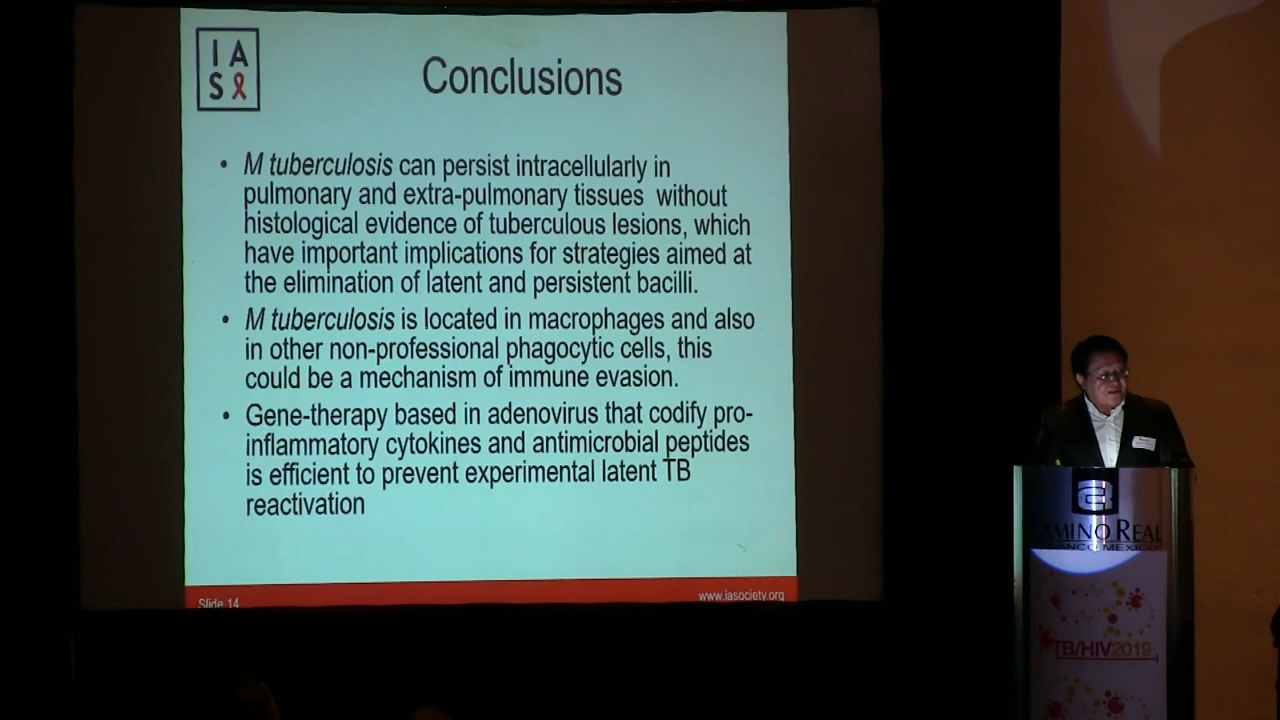 I A
S
Conclusions
• M tuberculosis can persist intracellularly in
pulmonary and extra-pulmonary tissues without
histological evidence of tuberculous lesions, which
have important implications for strategies aimed at
the elimination of latent and persistent bacilli.
• M tuberculosis is located in macrophages and also
in other non-professional phagocytic cells, this
could be a mechanism of immune evasion.
• Gene-therapy based in adenovirus that codify pro-
inflammatory cytokines and antimicrobial peptides
is efficient to prevent experimental latent TB
reactivation
Slide 14
www.iasociety.org
REAL
MEXICO
TB/HIV2019